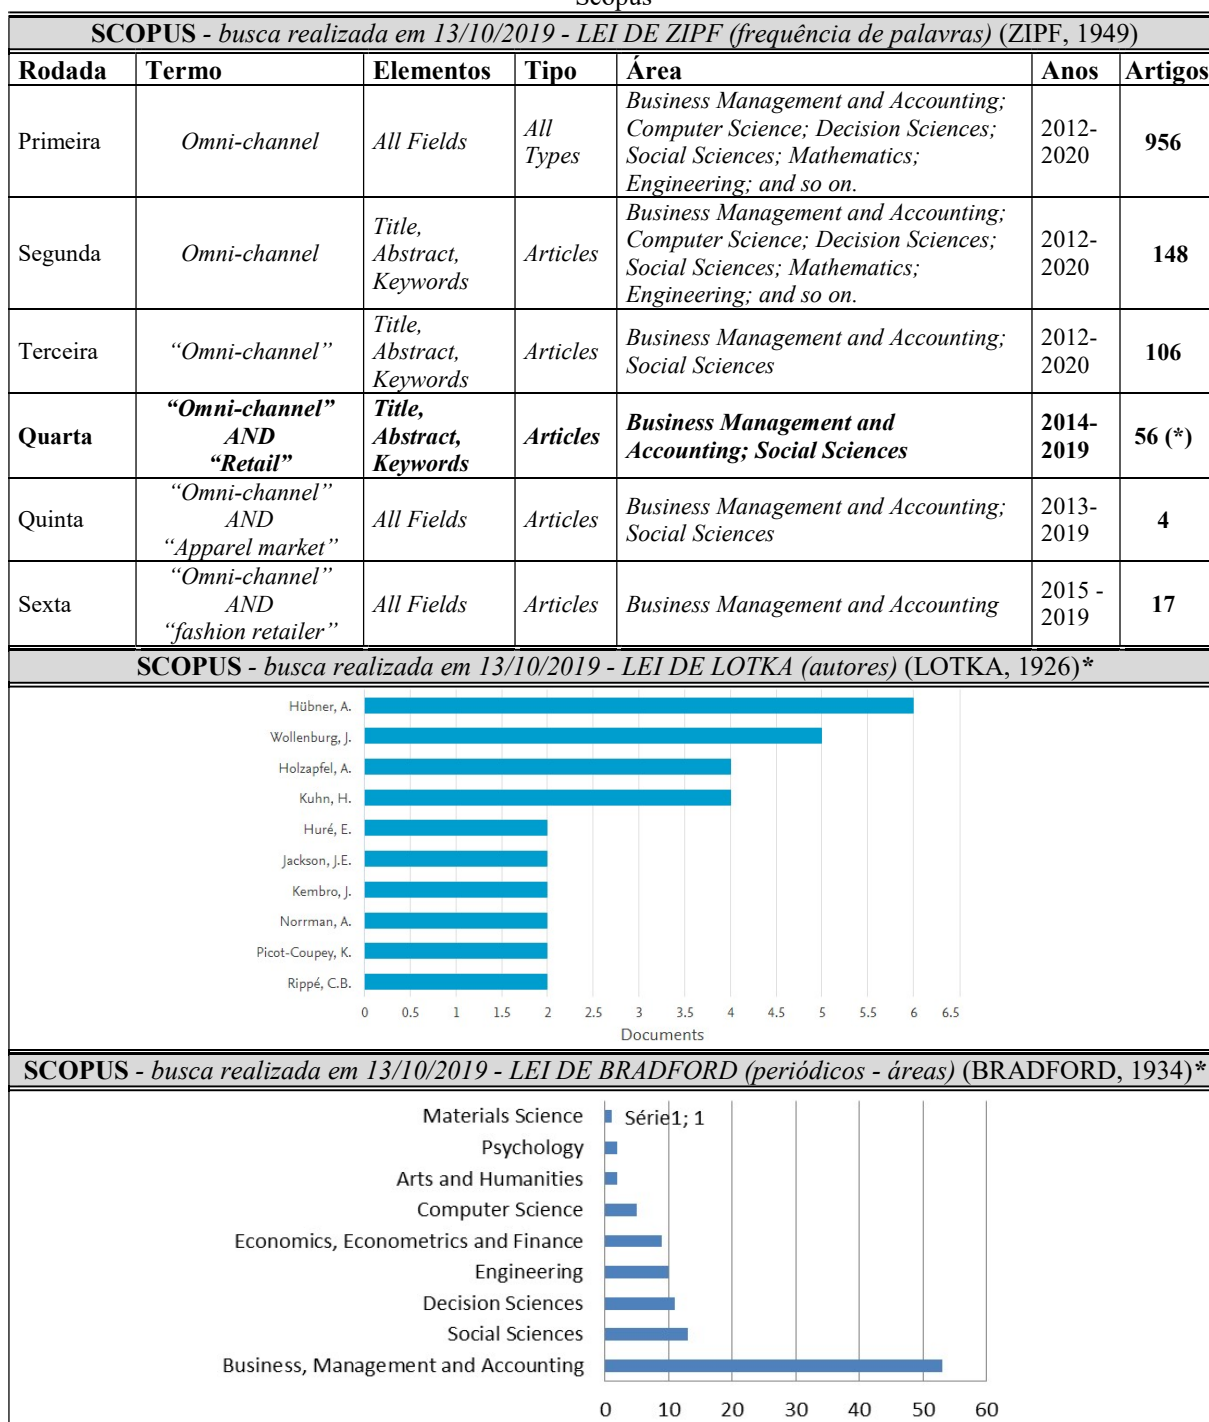 Scopus
SCOPUS - busca realizada em 13/10/2019 - LEI DE ZIPF (frequência de palavras) (ZIPF, 1949)
Rodada Termo Elementos Tipo Área Anos Artigos
Primeira Omni-channel All Fields All Types Business Management and Accounting; Computer Science; Decision Sciences; Social Sciences; Mathematics; Engineering; and so on. 2012-2020 956
Segunda Omni-channel Title, Abstract, Keywords Articles Business Management and Accounting; Computer Science; Decision Sciences; Social Sciences; Mathematics; Engineering; and so on. 2012-2020 148
Terceira “Omni-channel” Title, Abstract, Keywords Articles Business Management and Accounting; Social Sciences 2012-2020 106
Quarta “Omni-channel” AND “Retail” Title, Abstract, Keywords Articles Business Management and Accounting; Social Sciences 2014-2019 56 (*)
Quinta “Omni-channel” AND “Apparel market” All Fields Articles Business Management and Accounting; Social Sciences 2013-2019 4
Sexta “Omni-channel” AND “fashion retailer” All Fields Articles Business Management and Accounting 2015 - 2019 17
SCOPUS - busca realizada em 13/10/2019 - LEI DE LOTKA (autores) (LOTKA, 1926)*
Hübner, A.
Wollenburg, J.
Holzapfel, A.
Kuhn, H.
Huré, E.
Jackson, J.E.
Kembro, J.
Norrman, A.
Picot-Coupey, K.
Rippé, C.B.
0 0.5 1 1.5 2 2.5 3 3.5 4 4.5 5 5.5 6 6.5
Documents
SCOPUS - busca realizada em 13/10/2019 - LEI DE BRADFORD (periódicos - áreas) (BRADFORD, 1934)*
Materials Science Série1; 1
Psychology
Arts and Humanities
Computer Science
Economics, Econometrics and Finance
Engineering
Decision Sciences
Social Sciences
Business, Management and Accounting
0 10 20 30 40 50 60